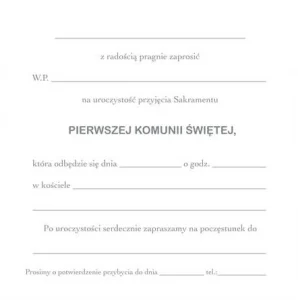 z radością pragnie zaprosić
W.P.
na uroczystość przyjęcia Sakramentu
PIERWSZEJ KOMUNII ŚWIĘTEJ,
która odbędzie się dnia o godz.
w kościele
Po uroczystości serdecznie zapraszamy na poczęstunek do
Prosimy o potwierdzenie przybycia do dnia tel.: